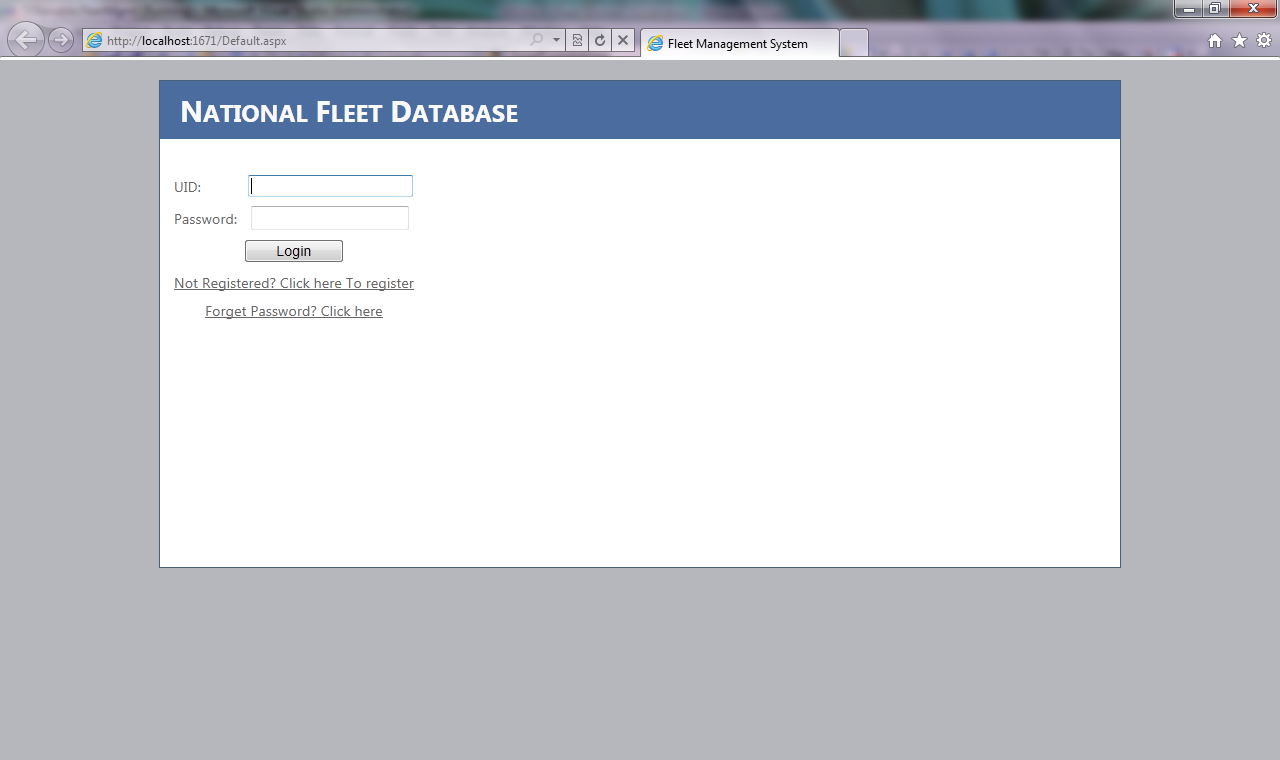 http://localhost:1671/Default.aspx
Fleet Management System
NATIONAL FLEET DATABASE
UID:
Password:
Login
Not Registered? Click here To register
Forget Password? Click here